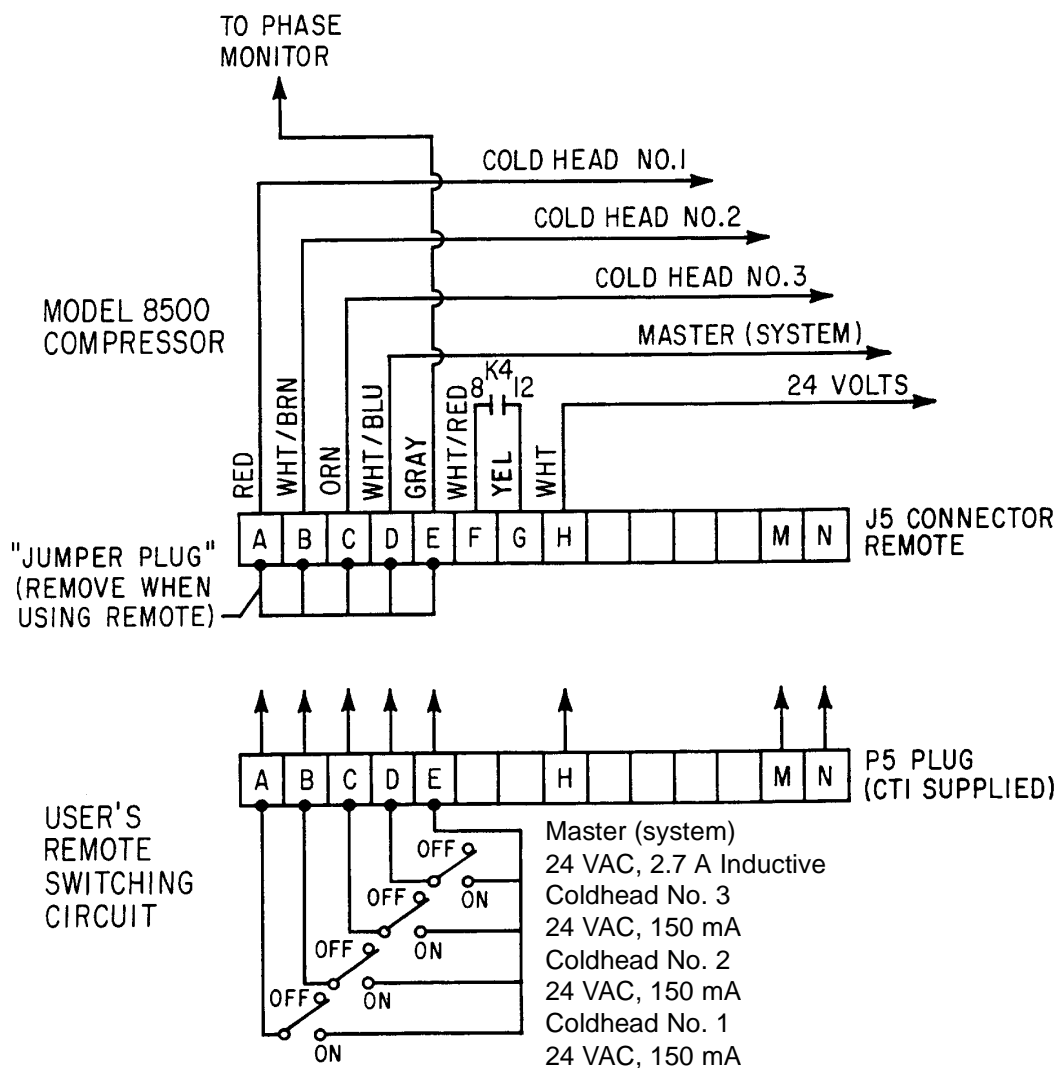 TO PHASE
MONITOR
COLD HEAD NO.1
COLD HEAD NO.2
COLD HEAD NO.3
MODEL 8500
COMPRESSOR
MASTER (SYSTEM)
K4
8 12
24 VOLTS
RED
WHT/BRN
ORN
WHT/BLU
GRAY
WHT/RED
YEL
WHT
A B C D E F G H M N
J5 CONNECTOR
REMOTE
"JUMPER PLUG"
(REMOVE WHEN
USING REMOTE)
A B C D E H M N
P5 PLUG
(CTI SUPPLIED)
USER'S
REMOTE
SWITCHING
CIRCUIT
OFF
ON
OFF
ON
OFF
ON
OFF
ON
Master (system)
24 VAC, 2.7 A Inductive
Coldhead No. 3
24 VAC, 150 mA
Coldhead No. 2
24 VAC, 150 mA
Coldhead No. 1
24 VAC, 150 mA